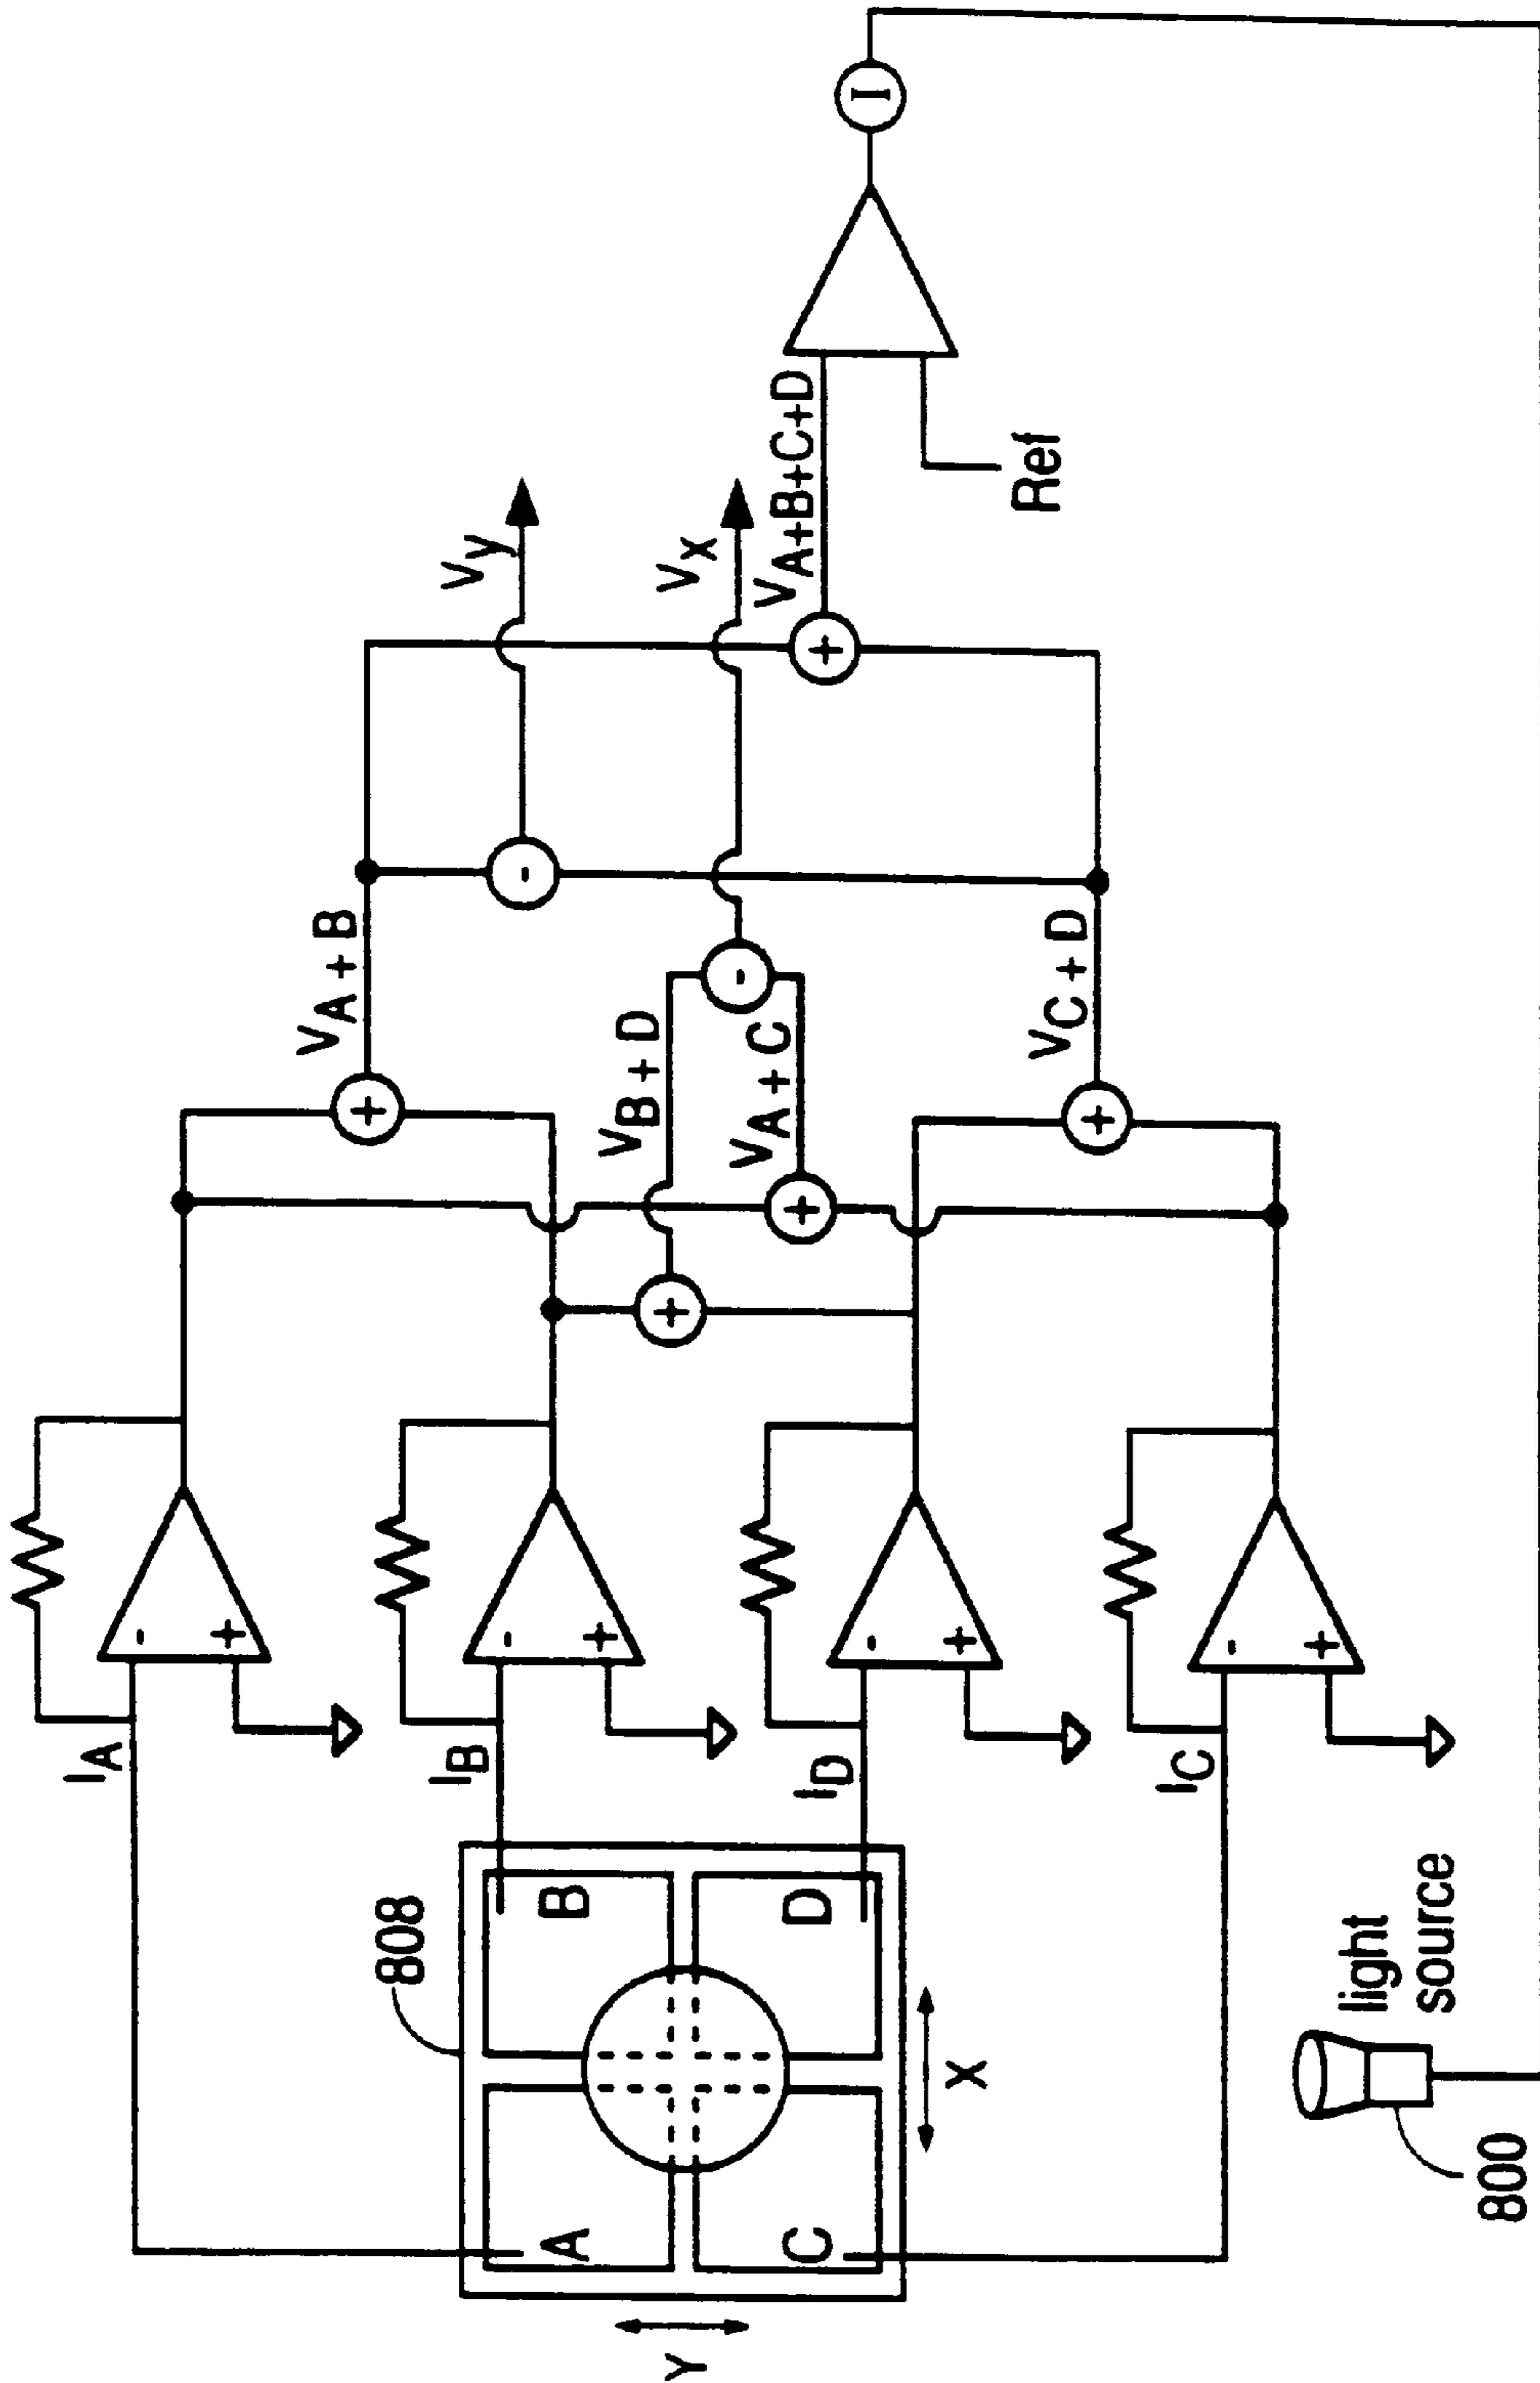 I_A
I_B
I_D
I_C
808
A
B
C
D
Y
X
800
light
source
- +
- +
- +
- +
+
+
+
+
V_A + B
V_B + D
V_A + C
V_C + D
-
-
V_y
V_x
+
V_A+B+C+D
Ref
I